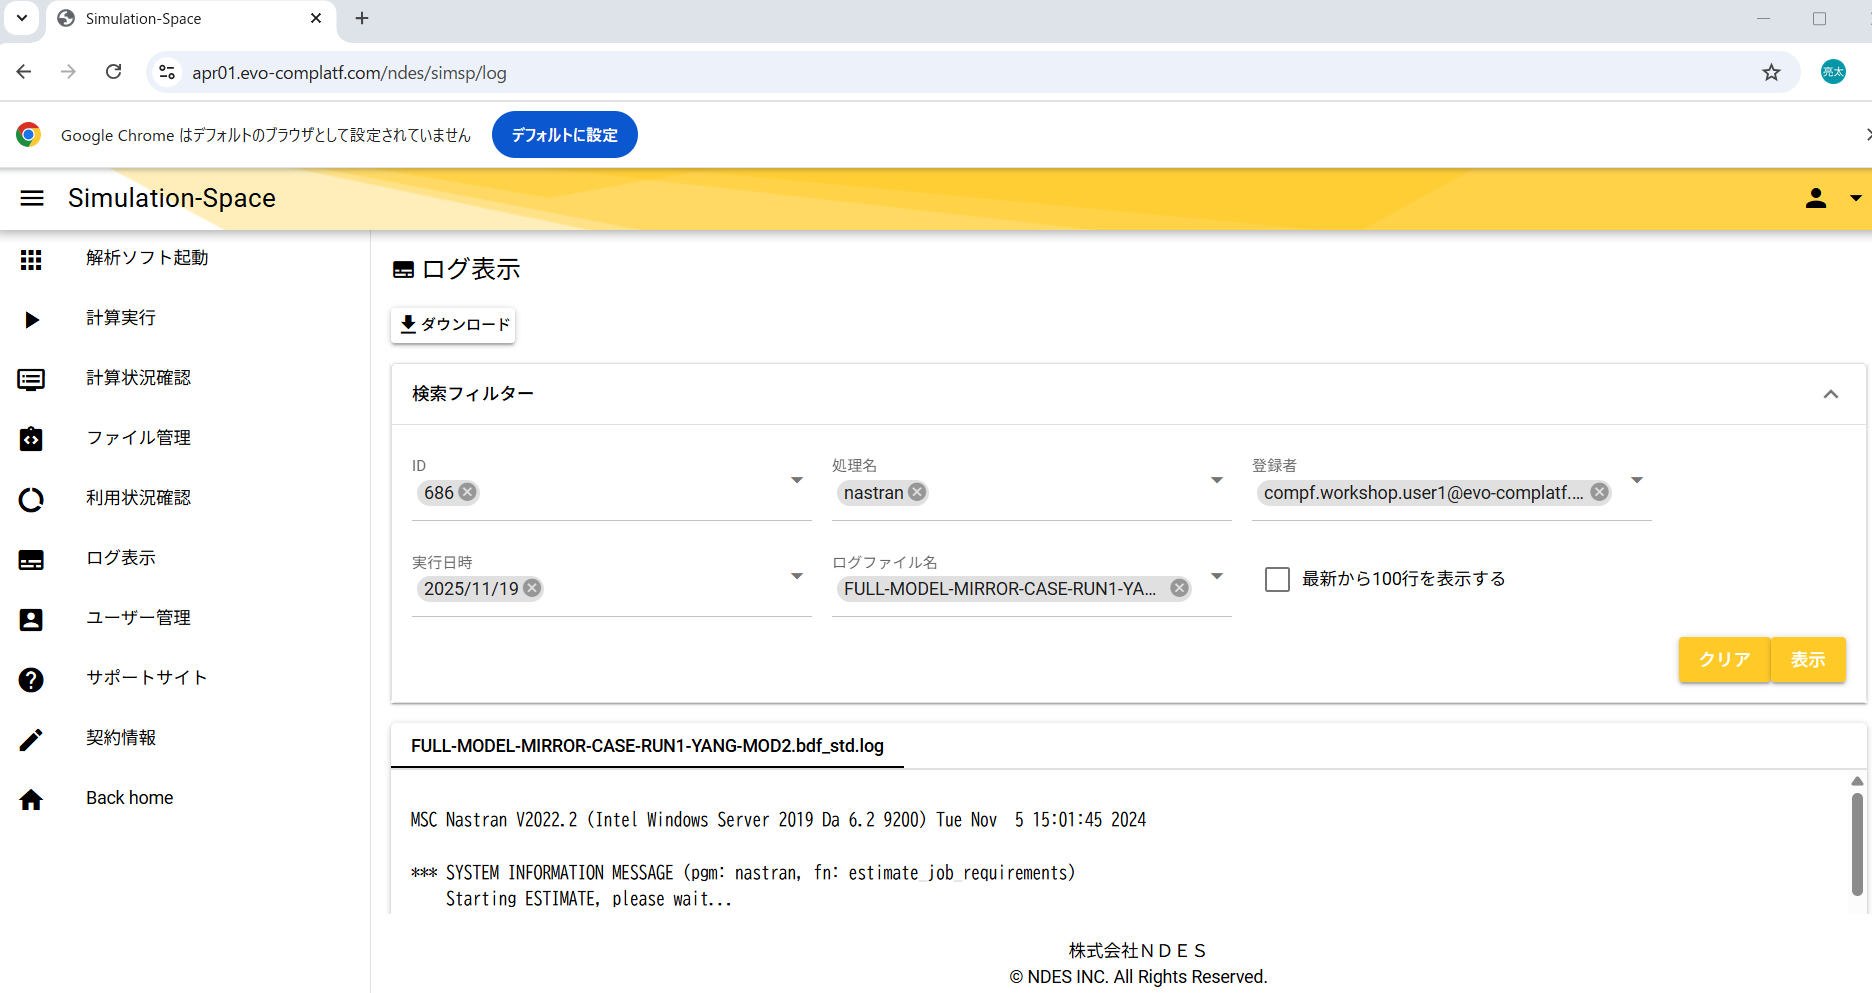 Simulation-Space
apr01.evo-complatf.com/ndes/simsp/log
亮太
Google Chrome はデフォルトのブラウザとして設定されていません
デフォルトに設定
Simulation-Space
解析ソフト起動
計算実行
計算状況確認
ファイル管理
利用状況確認
ログ表示
ユーザー管理
サポートサイト
契約情報
Back home
ログ表示
ダウンロード
検索フィルター
ID
686
処理名
nastran
登録者
compf.workshop.user1@evo-complatf....
実行日時
2025/11/19
ログファイル名
FULL-MODEL-MIRROR-CASE-RUN1-YA...
最新から100行を表示する
クリア
表示
FULL-MODEL-MIRROR-CASE-RUN1-YANG-MOD2.bdf_std.log
MSC Nastran V2022.2 (Intel Windows Server 2019 Da 6.2 9200) Tue Nov  5 15:01:45 2024
*** SYSTEM INFORMATION MESSAGE (pgm: nastran, fn: estimate_job_requirements)
Starting ESTIMATE, please wait...
株式会社ＮＤＥＳ
© NDES INC. All Rights Reserved.